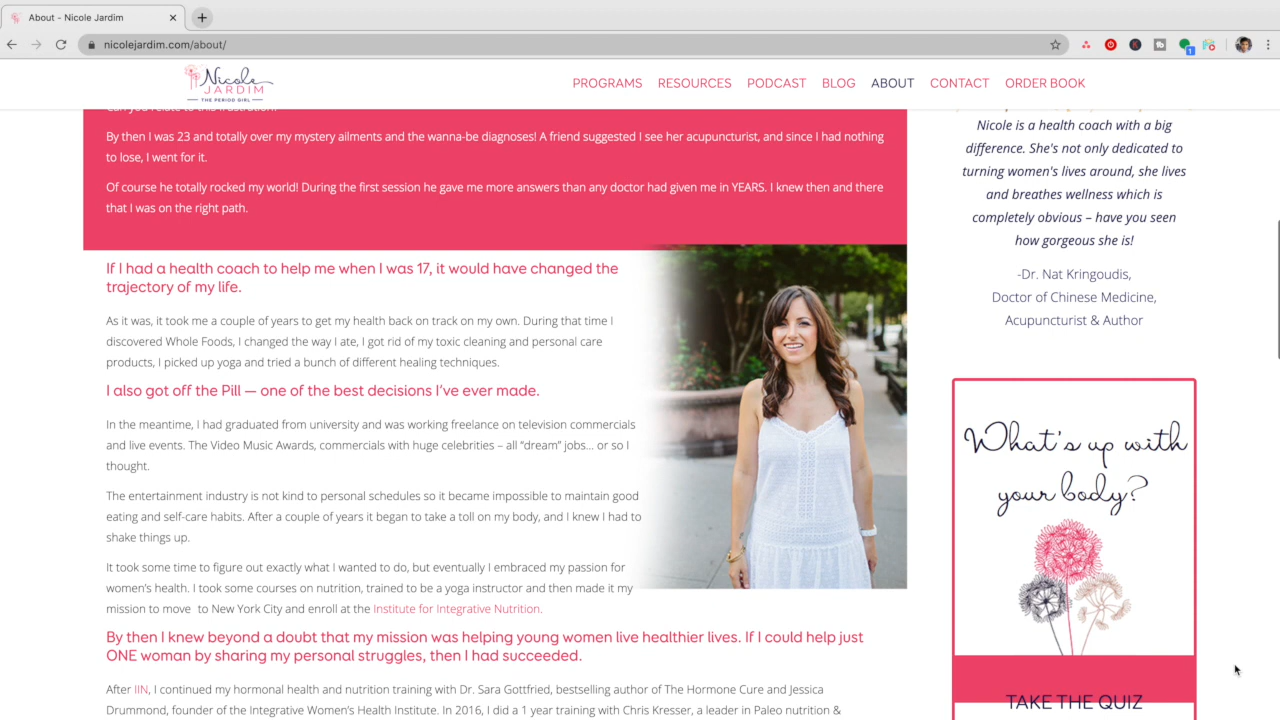 About - Nicole Jardim
nicolejardim.com/about/
1
Nicole
JARDIM
THE PERIOD GIRL
PROGRAMS RESOURCES PODCAST BLOG ABOUT CONTACT ORDER BOOK
Can you relate to this frustration?
By then I was 23 and totally over my mystery ailments and the wanna-be diagnoses! A friend suggested I see her acupuncturist, and since I had nothing
to lose, I went for it.
Of course he totally rocked my world! During the first session he gave me more answers than any doctor had given me in YEARS. I knew then and there
that I was on the right path.
If I had a health coach to help me when I was 17, it would have changed the
trajectory of my life.
As it was, it took me a couple of years to get my health back on track on my own. During that time I
discovered Whole Foods, I changed the way I ate, I got rid of my toxic cleaning and personal care
products, I picked up yoga and tried a bunch of different healing techniques.
I also got off the Pill — one of the best decisions I've ever made.
In the meantime, I had graduated from university and was working freelance on television commercials
and live events. The Video Music Awards, commercials with huge celebrities – all “dream” jobs… or so I
thought.
The entertainment industry is not kind to personal schedules so it became impossible to maintain good
eating and self-care habits. After a couple of years it began to take a toll on my body, and I knew I had to
shake things up.
It took some time to figure out exactly what I wanted to do, but eventually I embraced my passion for
women’s health. I took some courses on nutrition, trained to be a yoga instructor and then made it my
mission to move to New York City and enroll at the Institute for Integrative Nutrition.
By then I knew beyond a doubt that my mission was helping young women live healthier lives. If I could help just
ONE woman by sharing my personal struggles, then I had succeeded.
After IIN, I continued my hormonal health and nutrition training with Dr. Sara Gottfried, bestselling author of The Hormone Cure and Jessica
Drummond, founder of the Integrative Women’s Health Institute. In 2016, I did a 1 year training with Chris Kresser, a leader in Paleo nutrition &
Nicole is a health coach with a big
difference. She's not only dedicated to
turning women's lives around, she lives
and breathes wellness which is
completely obvious – have you seen
how gorgeous she is!
-Dr. Nat Kringoudis,
Doctor of Chinese Medicine,
Acupuncturist & Author
What's up with
your body?
TAKE THE QUIZ